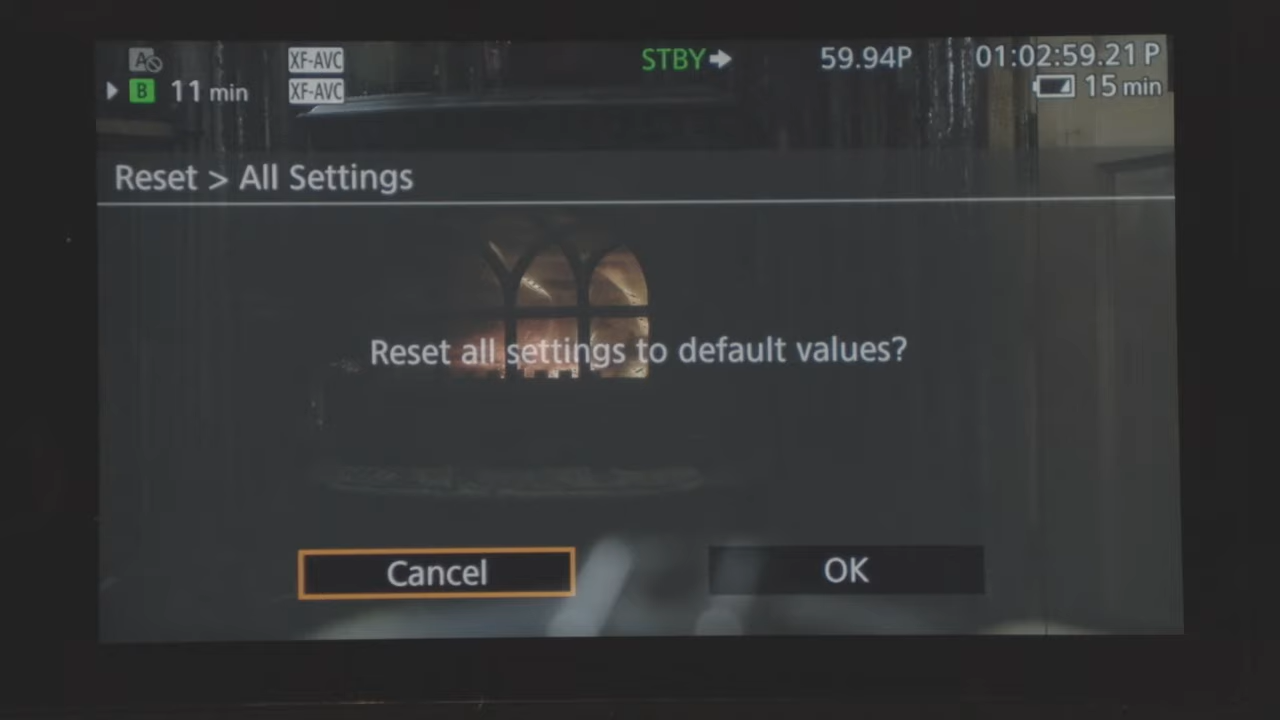 A XF-AVC STBY 59.94P 01:02:59.21 P
B 11 min XF-AVC 15 min
Reset > All Settings
Reset all settings to default values?
Cancel OK